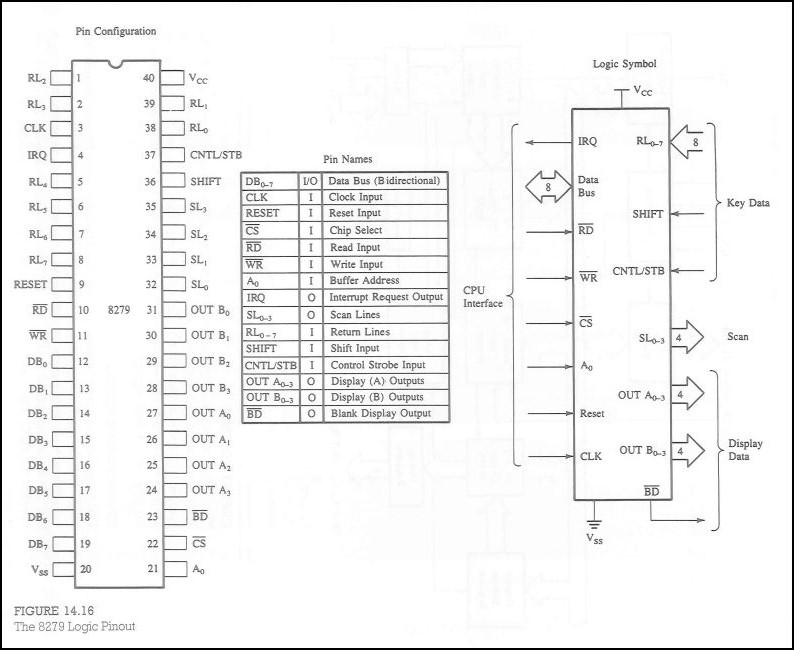 Pin Configuration
RL2 1 40 VCC
RL3 2 39 RL1
CLK 3 38 RL0
IRQ 4 37 CNTL/STB
RL4 5 36 SHIFT
RL5 6 35 SL3
RL6 7 34 SL2
RL7 8 33 SL1
RESET 9 32 SL0
RD 10 8279 31 OUT B0
WR 11 30 OUT B1
DB0 12 29 OUT B2
DB1 13 28 OUT B3
DB2 14 27 OUT A0
DB3 15 26 OUT A1
DB4 16 25 OUT A2
DB5 17 24 OUT A3
DB6 18 23 BD
DB7 19 22 CS
VSS 20 21 A0
Pin Names
DB0-7 I/O Data Bus (Bidirectional)
CLK I Clock Input
RESET I Reset Input
CS I Chip Select
RD I Read Input
WR I Write Input
A0 I Buffer Address
IRQ O Interrupt Request Output
SL0-3 O Scan Lines
RL0-7 I Return Lines
SHIFT I Shift Input
CNTL/STB I Control Strobe Input
OUT A0-3 O Display (A) Outputs
OUT B0-3 O Display (B) Outputs
BD O Blank Display Output
Logic Symbol
VCC
IRQ RL0-7 8
8 Data
Bus
SHIFT
Key Data
RD
CNTL/STB
WR
CPU
Interface
CS
SL0-3 4 Scan
A0
OUT A0-3 4
Reset
Display
Data
CLK OUT B0-3 4
BD
VSS
FIGURE 14.16
The 8279 Logic Pinout